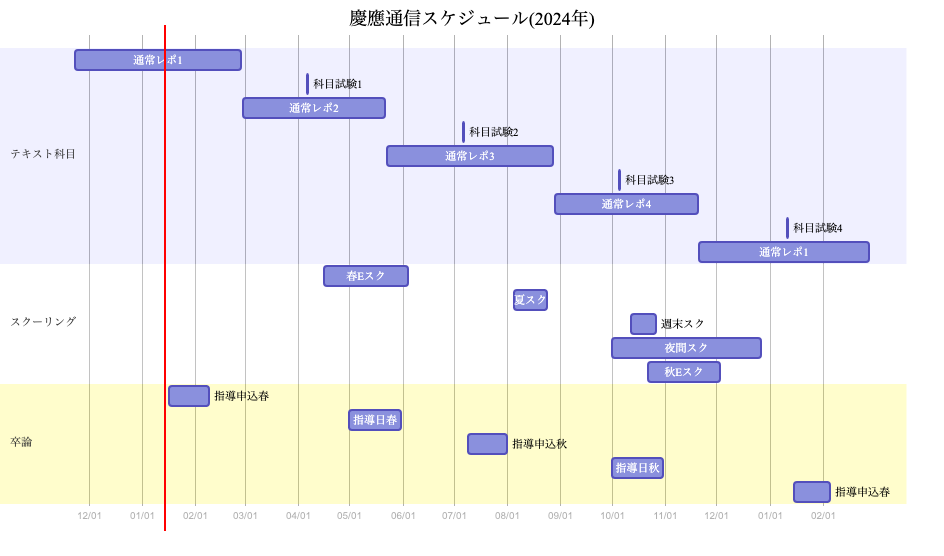 慶應通信スケジュール(2024年)
通常レポ1
科目試験1
通常レポ2
科目試験2
テキスト科目
通常レポ3
科目試験3
通常レポ4
科目試験4
通常レポ1
春Eスク
夏スク
スクーリング
週末スク
夜間スク
秋Eスク
指導申込春
指導日春
卒論
指導申込秋
指導日秋
指導申込春
12/01 01/01 02/01 03/01 04/01 05/01 06/01 07/01 08/01 09/01 10/01 11/01 12/01 01/01 02/01